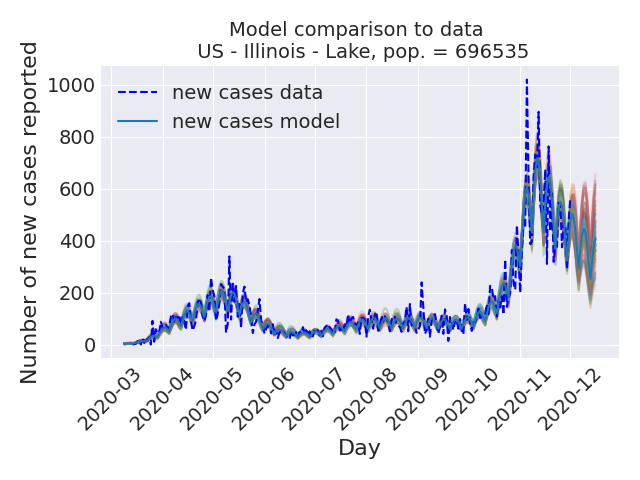 Model comparison to data
US - Illinois - Lake, pop. = 696535
Number of new cases reported
1000
800
600
400
200
0
new cases data
new cases model
2020-03
2020-04
2020-05
2020-06
2020-07
2020-08
2020-09
2020-10
2020-11
2020-12
Day